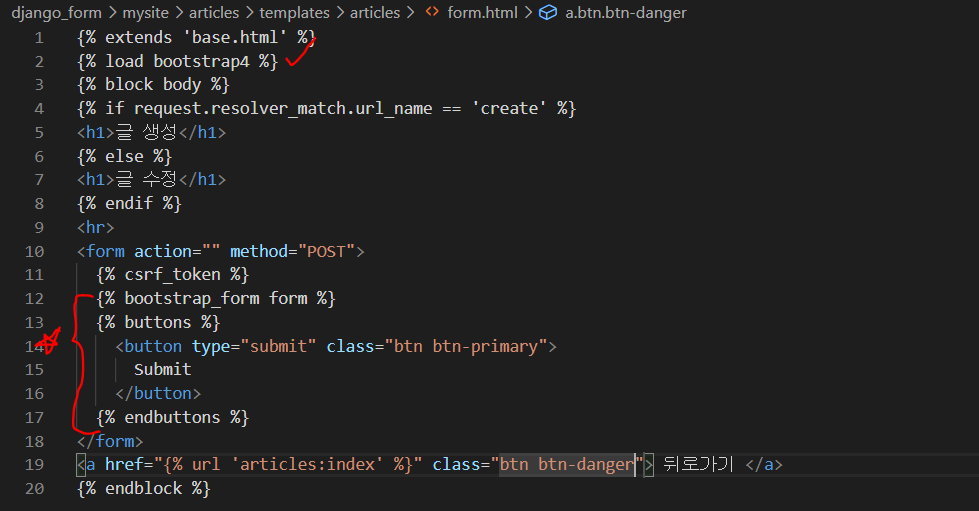 django_form > mysite > articles > templates > articles > form.html > a.btn.btn-danger
1 {% extends 'base.html' %}
2 {% load bootstrap4 %}
3 {% block body %}
4 {% if request.resolver_match.url_name == 'create' %}
5 <h1>글 생성</h1>
6 {% else %}
7 <h1>글 수정</h1>
8 {% endif %}
9 <hr>
10 <form action="" method="POST">
11 {% csrf_token %}
12 {% bootstrap_form form %}
13 {% buttons %}
14 <button type="submit" class="btn btn-primary">
15 Submit
16 </button>
17 {% endbuttons %}
18 </form>
19 <a href="{% url 'articles:index' %}" class="btn btn-danger"> 뒤로가기 </a>
20 {% endblock %}